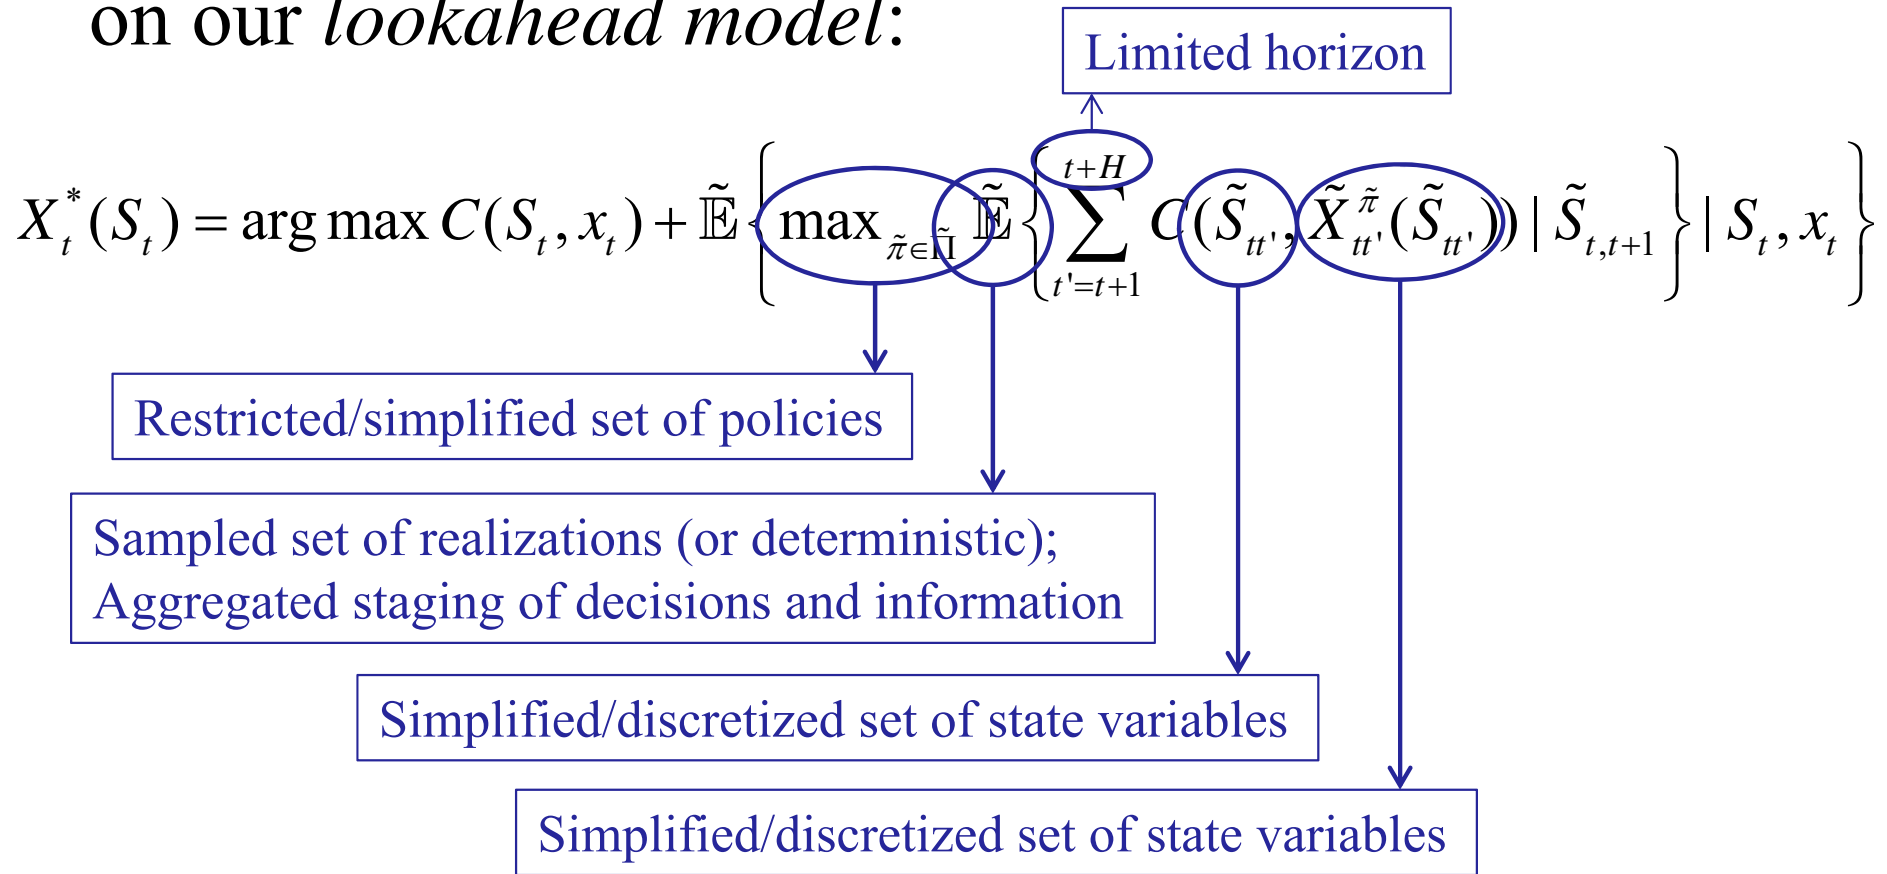 on our lookahead model:
Limited horizon
X_t^*(S_t) = arg max C(S_t, x_t) + 𝔼̃ { max_{π̃∈Π̃} 𝔼̃ { ∑_{t'=t+1}^{t+H} C(S̃_{tt'}, X̃_{tt'}^{π̃}(S̃_{tt'})) | S̃_{t,t+1} } | S_t, x_t }
Restricted/simplified set of policies
Sampled set of realizations (or deterministic);
Aggregated staging of decisions and information
Simplified/discretized set of state variables
Simplified/discretized set of state variables